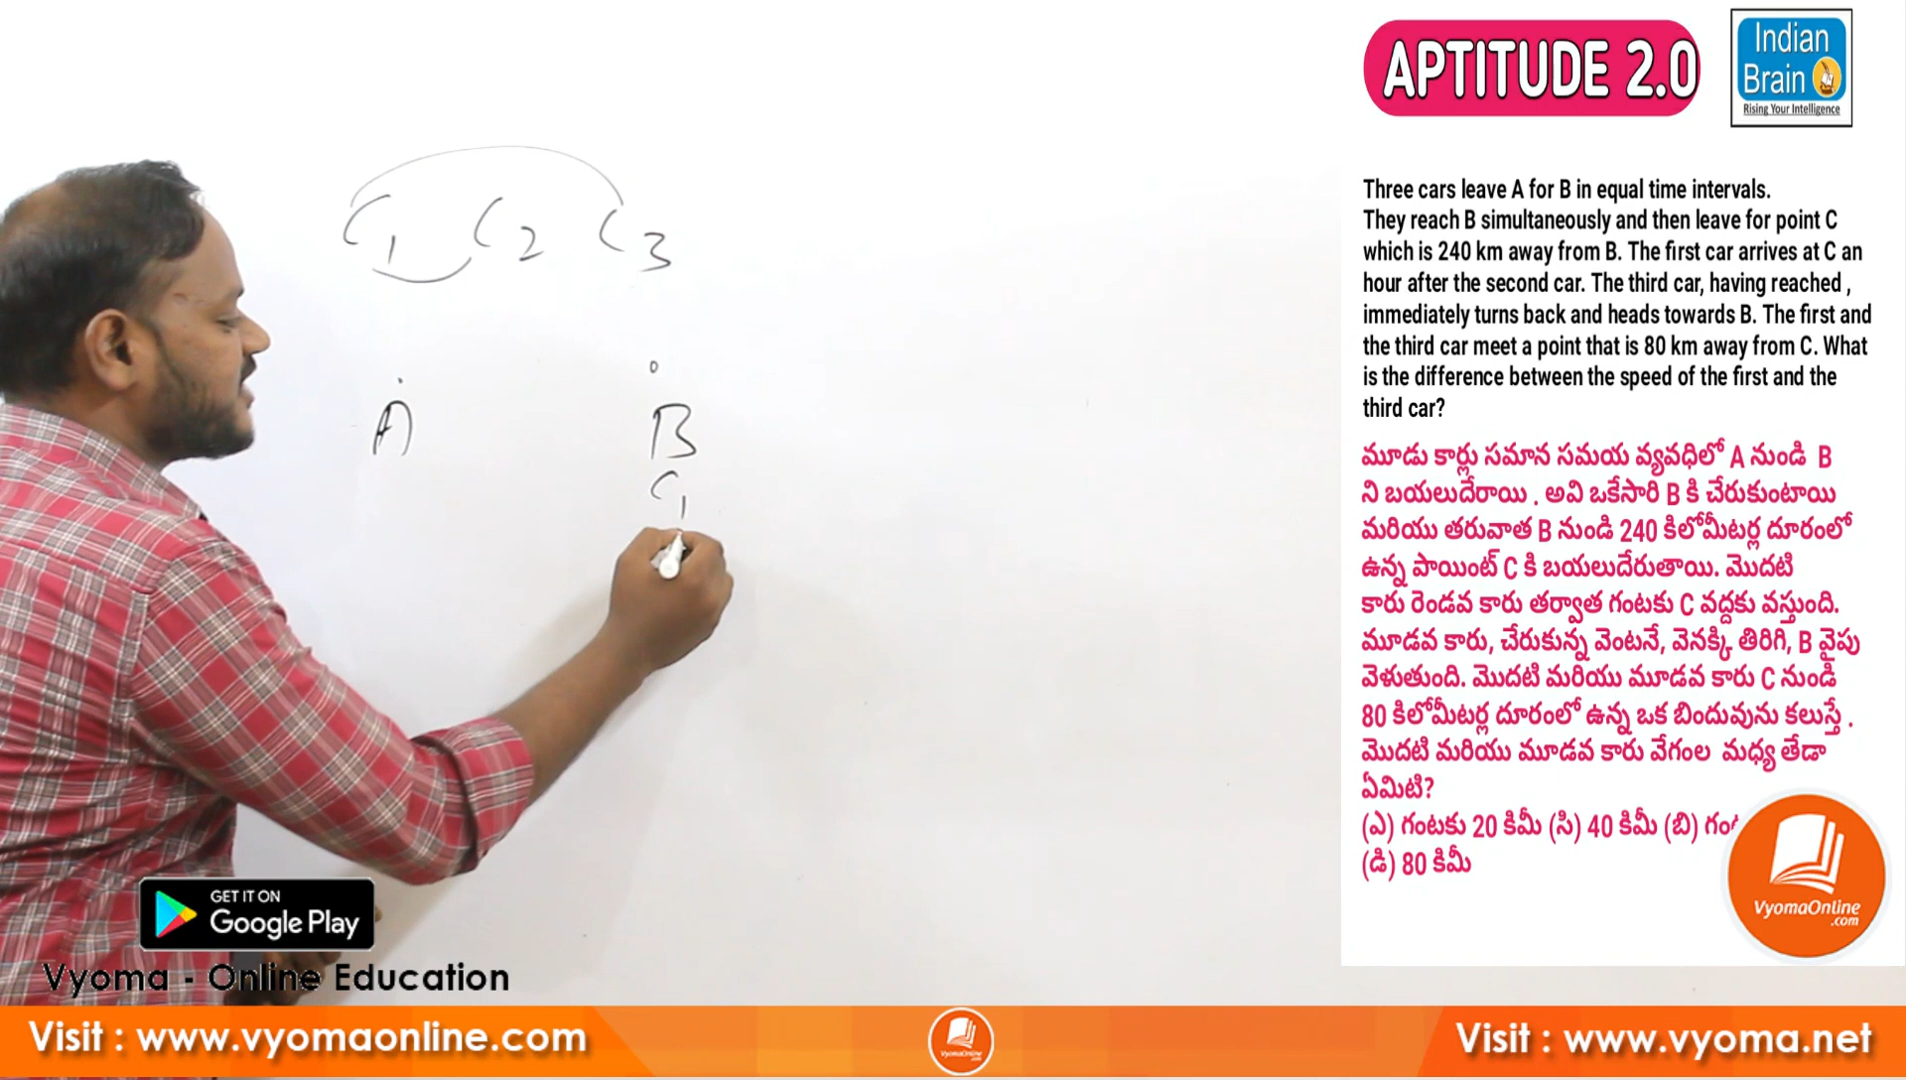 APTITUDE 2.0
Indian
Brain
Rising Your Intelligence
Three cars leave A for B in equal time intervals.
They reach B simultaneously and then leave for point C
which is 240 km away from B. The first car arrives at C an
hour after the second car. The third car, having reached ,
immediately turns back and heads towards B. The first and
the third car meet a point that is 80 km away from C. What
is the difference between the speed of the first and the
third car?
మూడు కార్లు సమాన సమయ వ్యవధిలో A నుండి B
ని బయలుదేరాయి . అవి ఒకేసారి B కి చేరుకుంటాయి
మరియు తరువాత B నుండి 240 కిలోమీటర్ల దూరంలో
ఉన్న పాయింట్ C కి బయలుదేరుతాయి. మొదటి
కారు రెండవ కారు తర్వాత గంటకు C వద్దకు వస్తుంది.
మూడవ కారు, చేరుకున్న వెంటనే, వెనక్కి తిరిగి, B వైపు
వెళుతుంది. మొదటి మరియు మూడవ కారు C నుండి
80 కిలోమీటర్ల దూరంలో ఉన్న ఒక బిందువును కలుస్తే .
మొదటి మరియు మూడవ కారు వేగంల మధ్య తేడా
ఏమిటి?
(ఎ) గంటకు 20 కిమీ (సి) 40 కిమీ (బి)
(డి) 80 కిమీ
C1 C2 C3
A B
C1
GET IT ON
Google Play
Vyoma - Online Education
VyomaOnline
.com
Visit : www.vyomaonline.com
VyomaOnline
Visit : www.vyoma.net